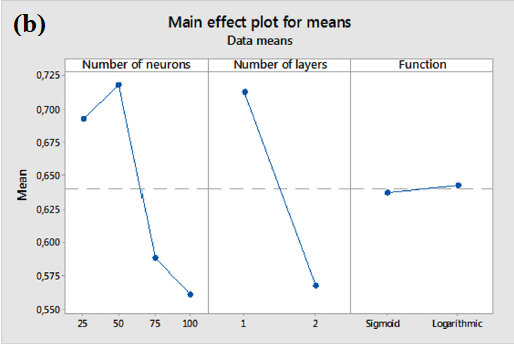 (b)
Main effect plot for means
Data means
Number of neurons Number of layers Function
Mean
0,725
0,700
0,675
0,650
0,625
0,600
0,575
0,550
25 50 75 100 1 2 Sigmoid Logarithmic